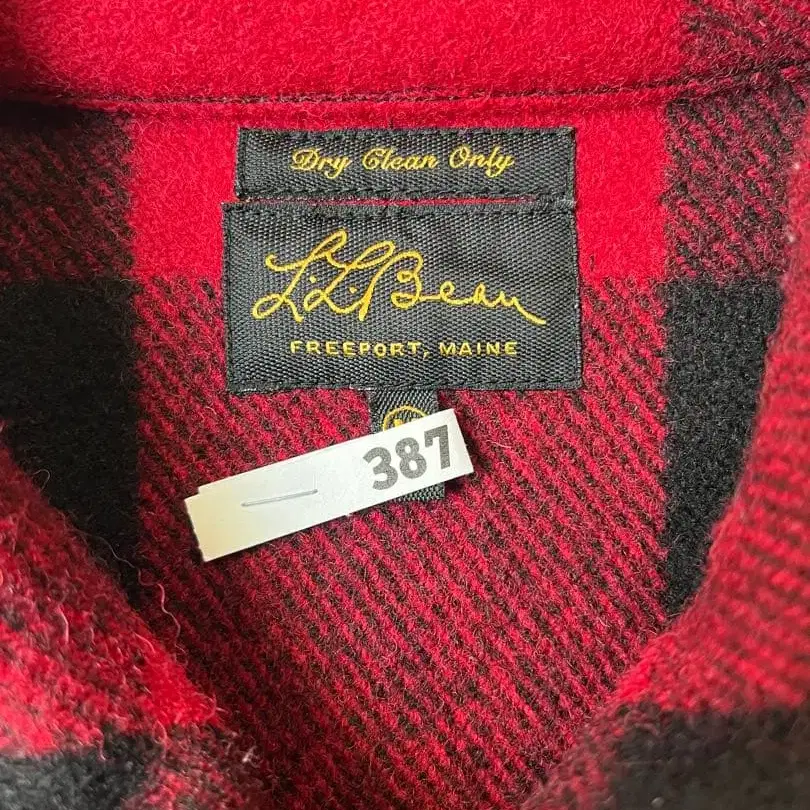 Dry Clean Only
L.L.Bean
FREEPORT, MAINE
387